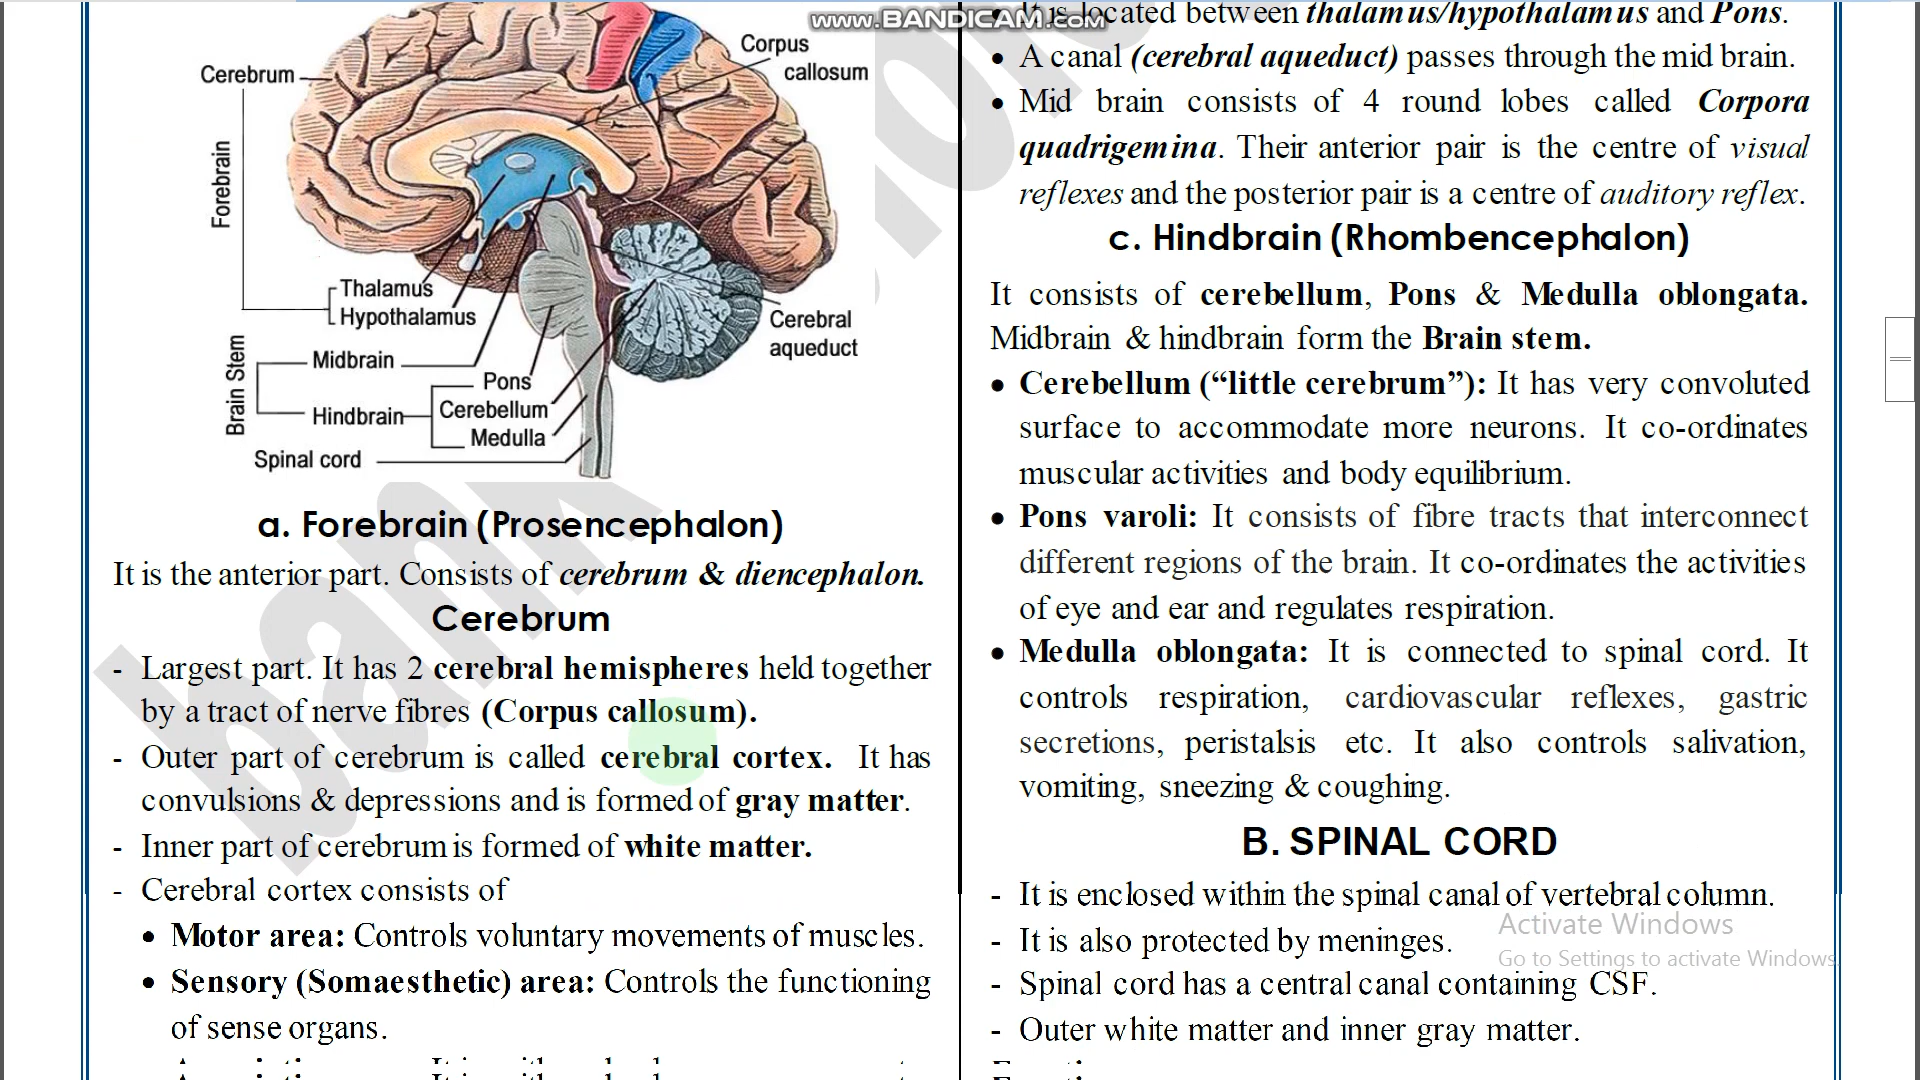 www.BANDICAM.com
Corpus
callosum
Cerebrum
Forebrain
Thalamus
Hypothalamus
Cerebral
aqueduct
Brain Stem
Midbrain
Pons
Hindbrain
Cerebellum
Medulla
Spinal cord
a. Forebrain (Prosencephalon)
It is the anterior part. Consists of cerebrum & diencephalon.
Cerebrum
- Largest part. It has 2 cerebral hemispheres held together
by a tract of nerve fibres (Corpus callosum).
- Outer part of cerebrum is called cerebral cortex. It has
convulsions & depressions and is formed of gray matter.
- Inner part of cerebrum is formed of white matter.
- Cerebral cortex consists of
• Motor area: Controls voluntary movements of muscles.
• Sensory (Somaesthetic) area: Controls the functioning
of sense organs.
• It is located between thalamus/hypothalamus and Pons.
• A canal (cerebral aqueduct) passes through the mid brain.
• Mid brain consists of 4 round lobes called Corpora
quadrigemina. Their anterior pair is the centre of visual
reflexes and the posterior pair is a centre of auditory reflex.
c. Hindbrain (Rhombencephalon)
It consists of cerebellum, Pons & Medulla oblongata.
Midbrain & hindbrain form the Brain stem.
• Cerebellum (“little cerebrum”): It has very convoluted
surface to accommodate more neurons. It co-ordinates
muscular activities and body equilibrium.
• Pons varoli: It consists of fibre tracts that interconnect
different regions of the brain. It co-ordinates the activities
of eye and ear and regulates respiration.
• Medulla oblongata: It is connected to spinal cord. It
controls respiration, cardiovascular reflexes, gastric
secretions, peristalsis etc. It also controls salivation,
vomiting, sneezing & coughing.
B. SPINAL CORD
- It is enclosed within the spinal canal of vertebral column.
- It is also protected by meninges.
- Spinal cord has a central canal containing CSF.
- Outer white matter and inner gray matter.
Activate Windows
Go to Settings to activate Windows.